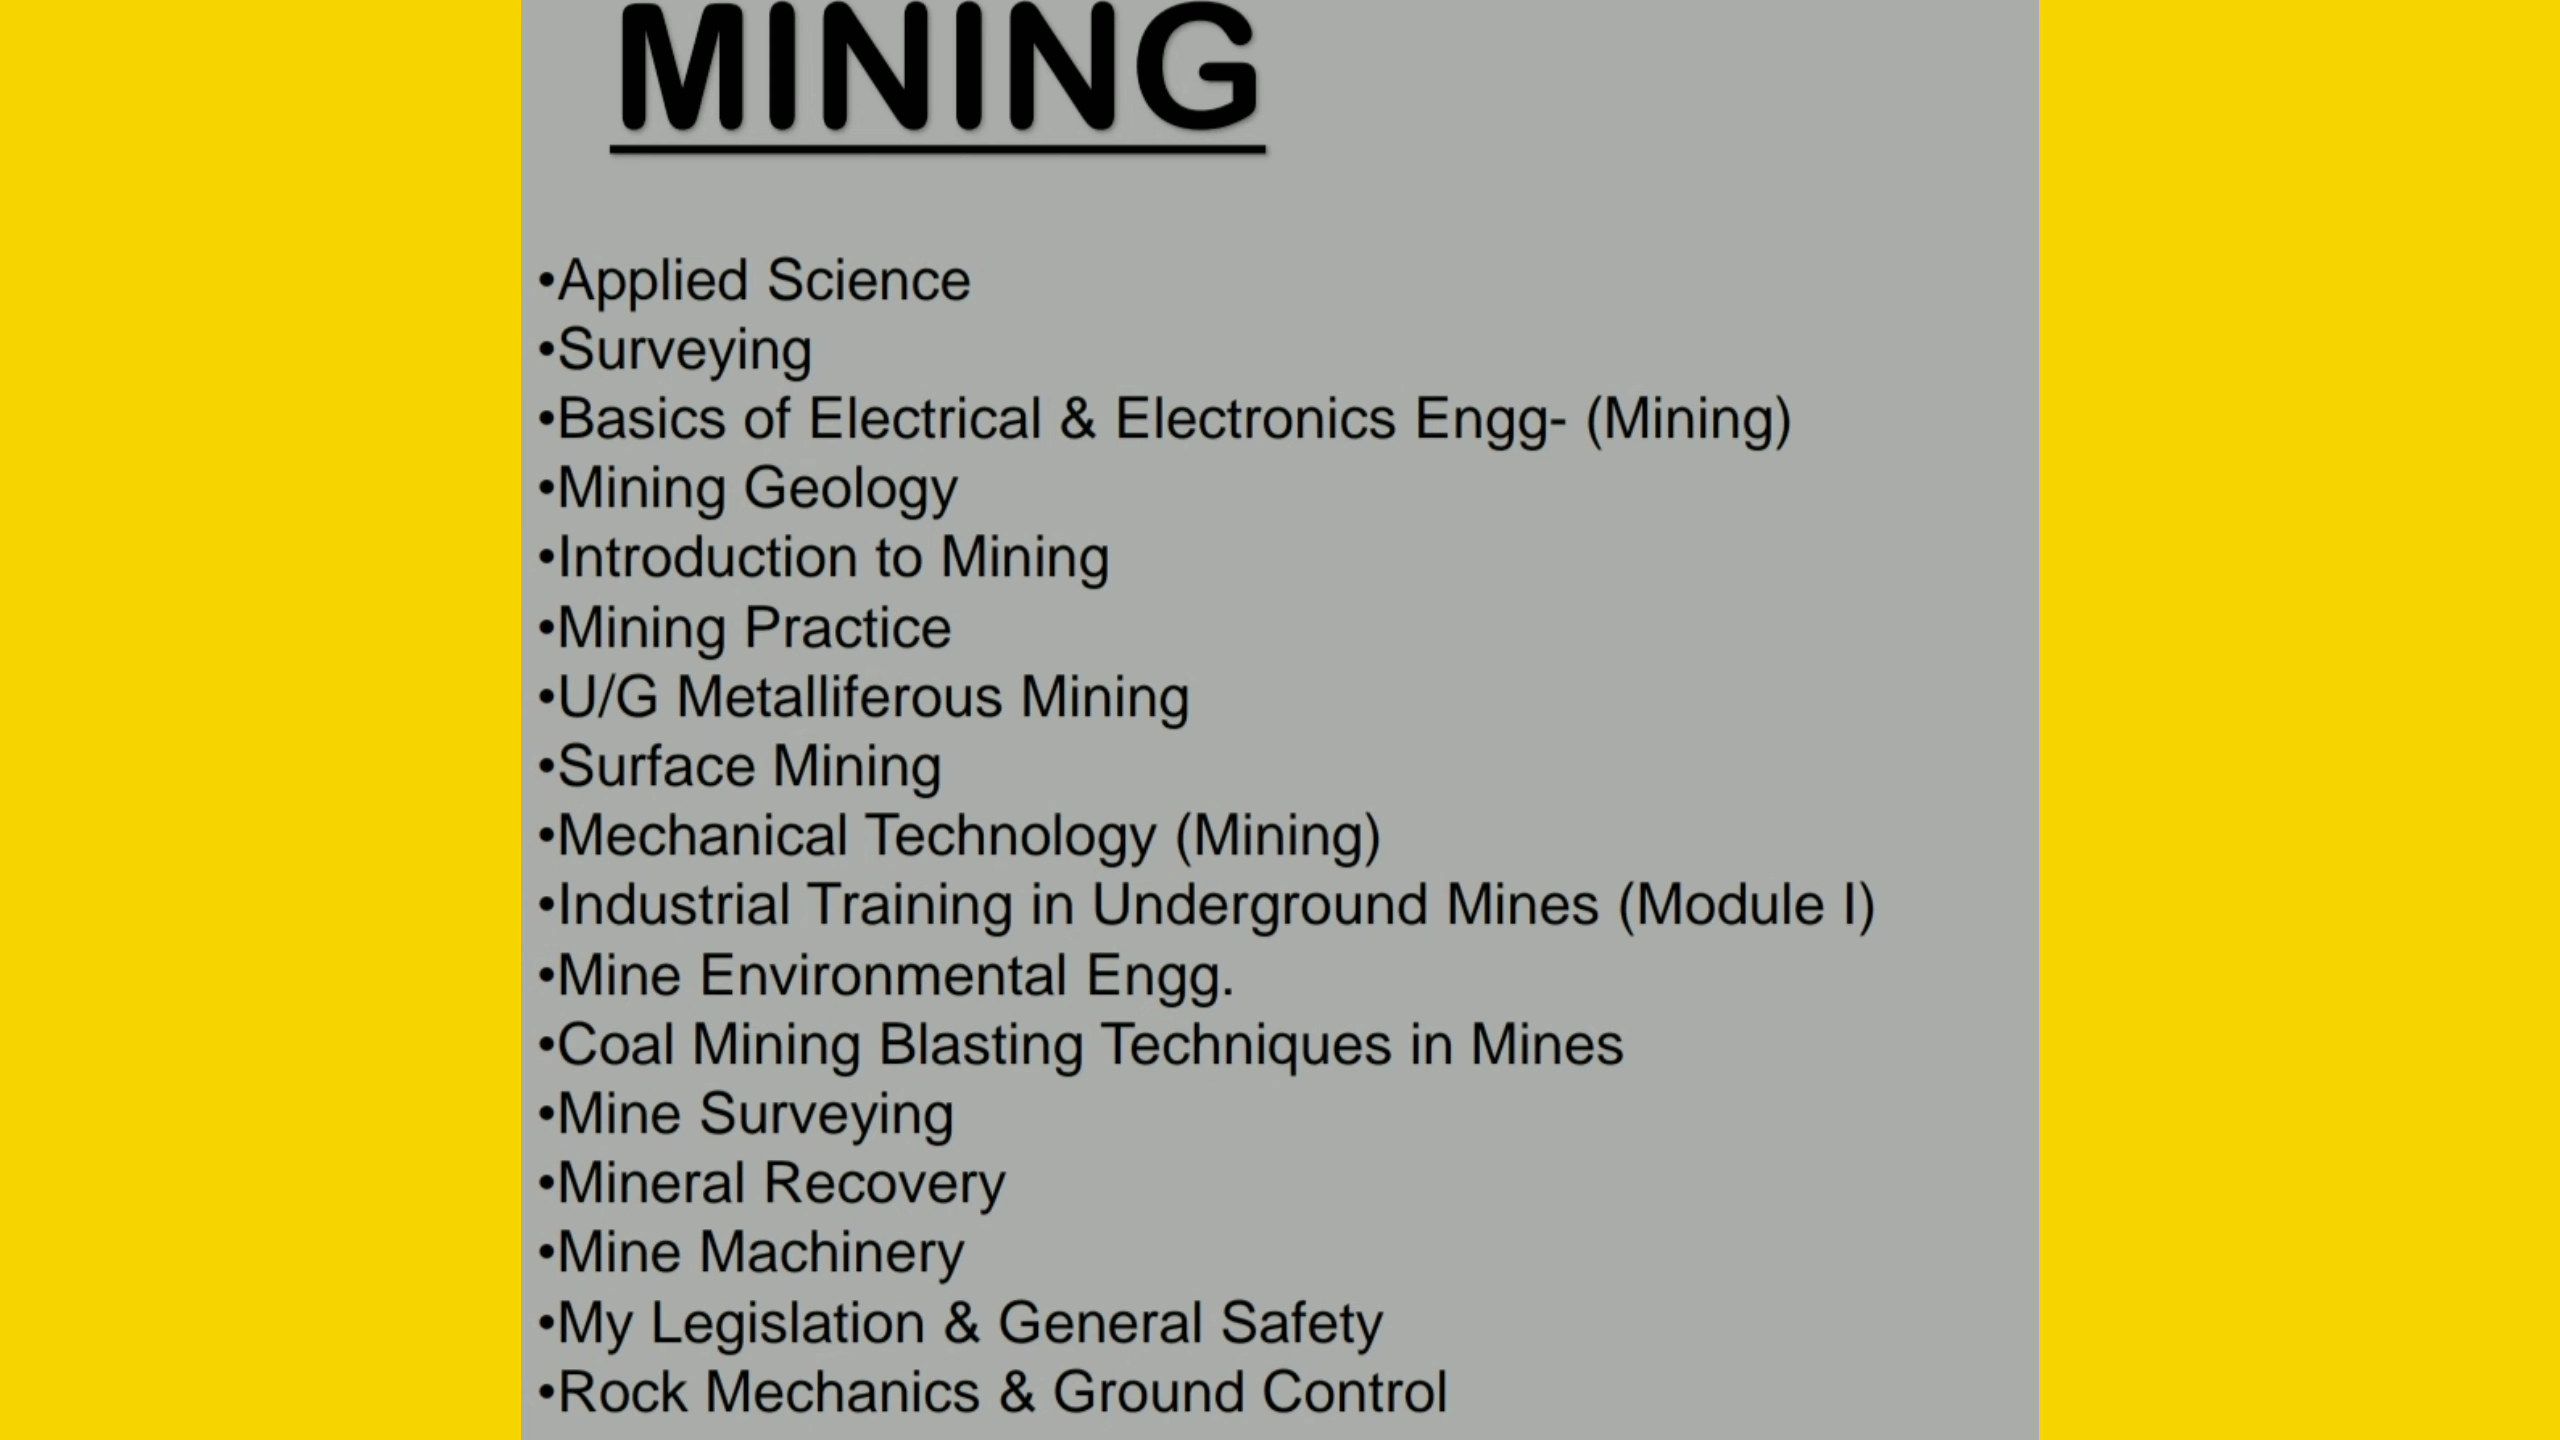 MINING
•Applied Science
•Surveying
•Basics of Electrical & Electronics Engg- (Mining)
•Mining Geology
•Introduction to Mining
•Mining Practice
•U/G Metalliferous Mining
•Surface Mining
•Mechanical Technology (Mining)
•Industrial Training in Underground Mines (Module I)
•Mine Environmental Engg.
•Coal Mining Blasting Techniques in Mines
•Mine Surveying
•Mineral Recovery
•Mine Machinery
•My Legislation & General Safety
•Rock Mechanics & Ground Control